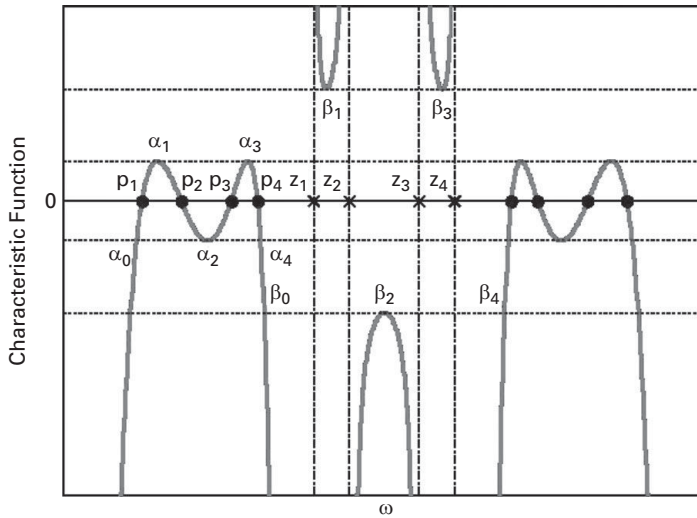 β₁ β₃
α₁ α₃
p₁ p₂ p₃ p₄ z₁ z₂ z₃ z₄
0
α₀ α₂ α₄
β₀ β₂ β₄
Characteristic Function
ω